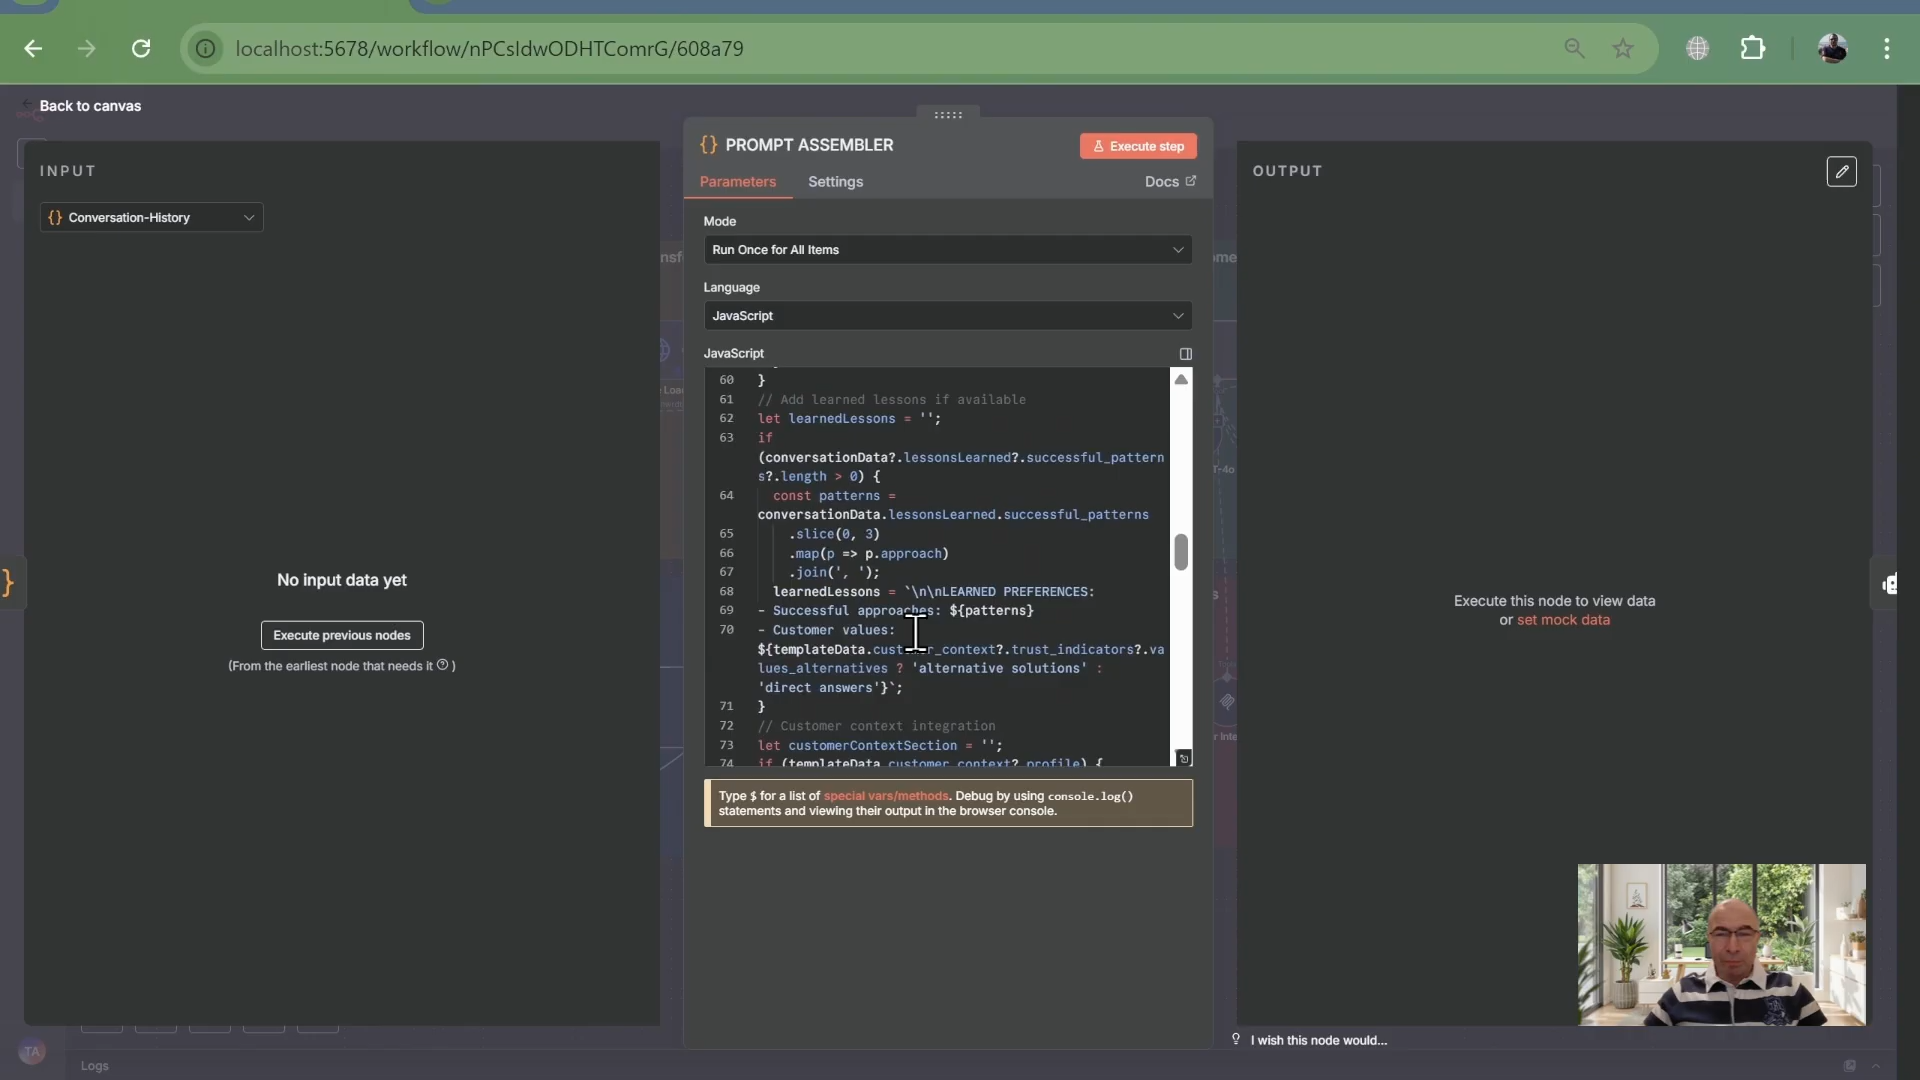 localhost:5678/workflow/nPCsIdwODHTComrG/608a79
Back to canvas
INPUT
Conversation-History
No input data yet
Execute previous nodes
(From the earliest node that needs it ? )
{} PROMPT ASSEMBLER
Execute step
Parameters
Settings
Docs
Mode
Run Once for All Items
Language
JavaScript
JavaScript
60 }
61 // Add learned lessons if available
62 let learnedLessons = '';
63 if
(conversationData?.lessonsLearned?.successful_pattern
s?.length > 0) {
64 const patterns =
conversationData.lessonsLearned.successful_patterns
65 .slice(0, 3)
66 .map(p => p.approach)
67 .join(', ');
68 learnedLessons = `\n\nLEARNED PREFERENCES:
69 - Successful approaches: ${patterns}
70 - Customer values:
${templateData.customer_context?.trust_indicators?.va
lues_alternatives ? 'alternative solutions' :
'direct answers'}`;
71 }
72 // Customer context integration
73 let customerContextSection = '';
74 if (templateData.customer_context?.profile) {
Type $ for a list of special vars/methods. Debug by using console.log()
statements and viewing their output in the browser console.
OUTPUT
Execute this node to view data
or set mock data
I wish this node would...
TA
Logs